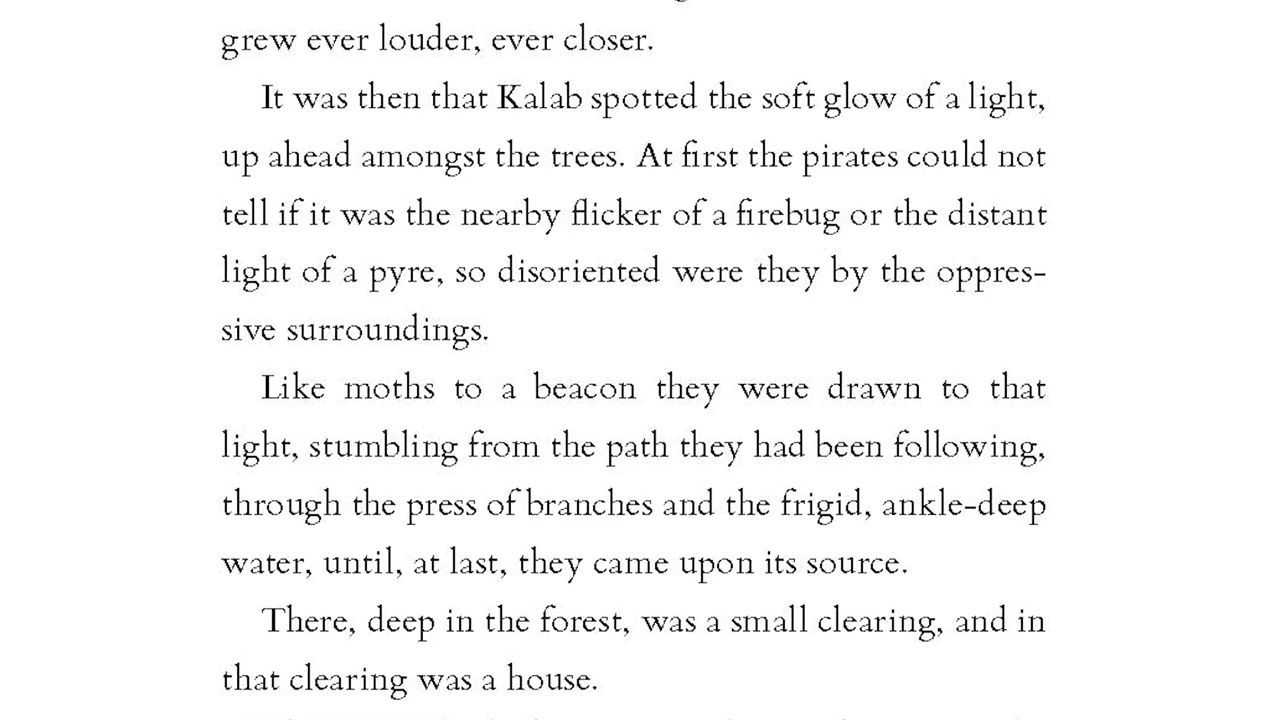 grew ever louder, ever closer.
It was then that Kalab spotted the soft glow of a light,
up ahead amongst the trees. At first the pirates could not
tell if it was the nearby flicker of a firebug or the distant
light of a pyre, so disoriented were they by the oppres-
sive surroundings.
Like moths to a beacon they were drawn to that
light, stumbling from the path they had been following,
through the press of branches and the frigid, ankle-deep
water, until, at last, they came upon its source.
There, deep in the forest, was a small clearing, and in
that clearing was a house.